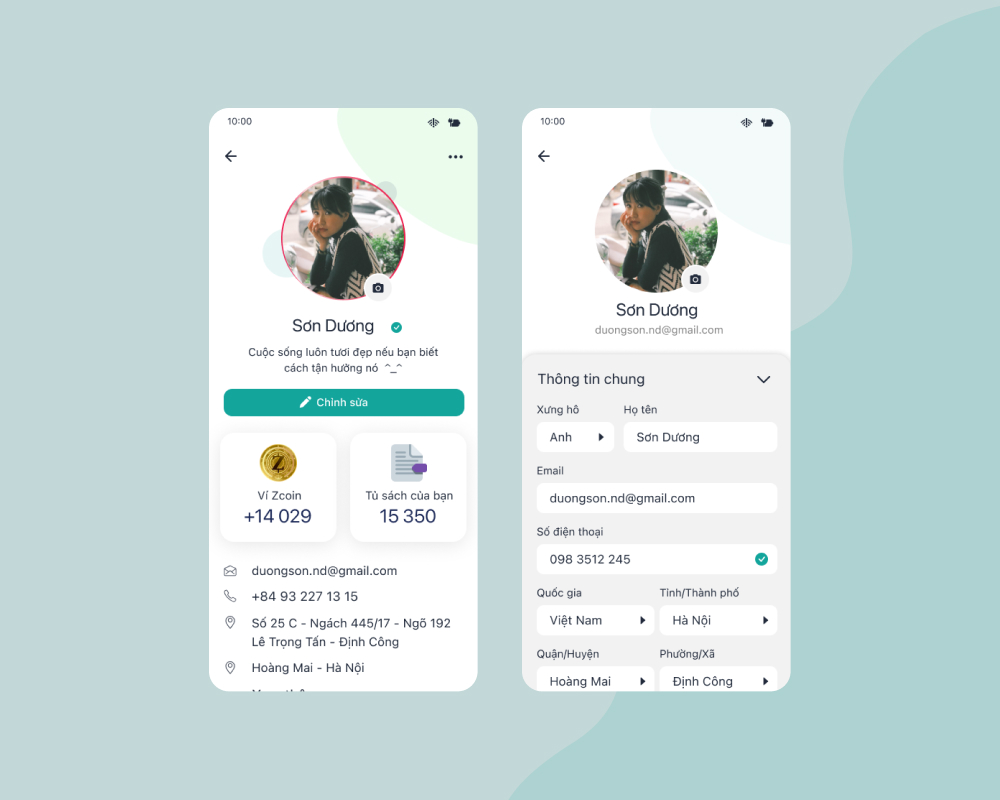 10:00
Sơn Dương
Cuộc sống luôn tươi đẹp nếu bạn biết
cách tận hưởng nó ^_^
Chỉnh sửa
Ví Zcoin
+14 029
Tủ sách của bạn
15 350
duongson.nd@gmail.com
+84 93 227 13 15
Số 25 C - Ngách 445/17 - Ngõ 192
Lê Trọng Tấn - Định Công
Hoàng Mai - Hà Nội
10:00
Sơn Dương
duongson.nd@gmail.com
Thông tin chung
Xưng hô
Họ tên
Anh
Sơn Dương
Email
duongson.nd@gmail.com
Số điện thoại
098 3512 245
Quốc gia
Tỉnh/Thành phố
Việt Nam
Hà Nội
Quận/Huyện
Phường/Xã
Hoàng Mai
Định Công